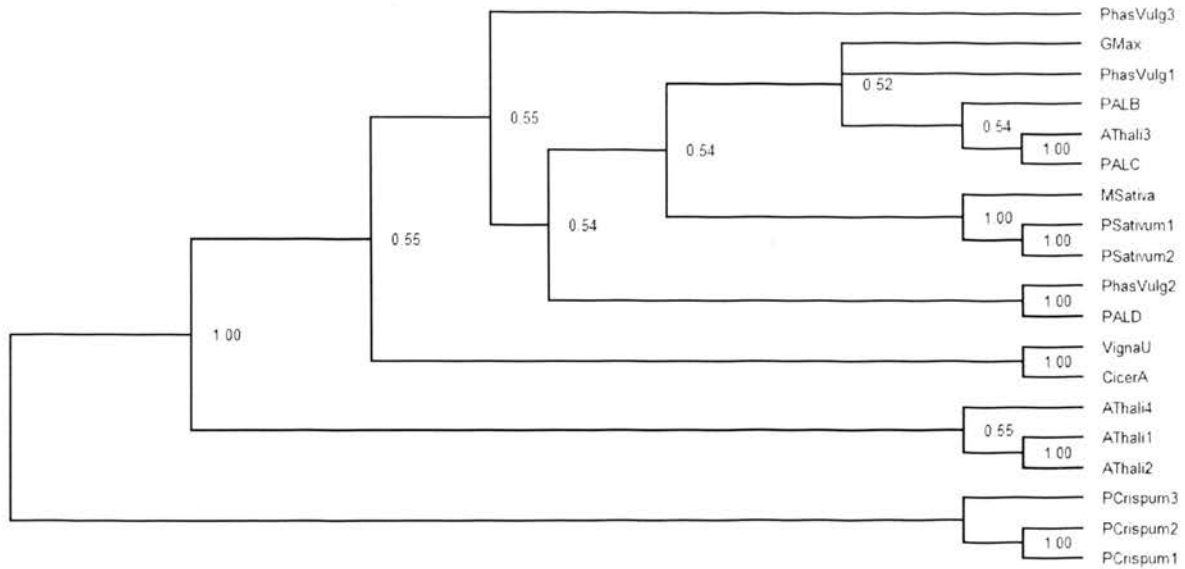 PhasVulg3
GMax
PhasVulg1
0.52
PALB
0.55
0.54
AThali3
0.54
1.00
PALC
MSativa
1.00
PSativum1
0.55
0.54
1.00
PSativum2
PhasVulg2
1.00
PALD
1.00
VignaU
1.00
CicerA
AThali4
0.55
AThali1
1.00
AThali2
PCrispum3
PCrispum2
1.00
PCrispum1